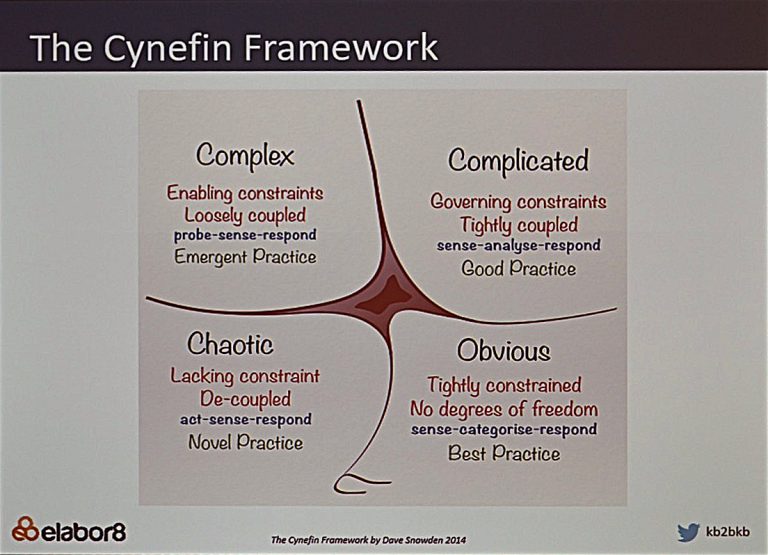 The Cynefin Framework
Complex
Enabling constraints
Loosely coupled
probe-sense-respond
Emergent Practice
Complicated
Governing constraints
Tightly coupled
sense-analyse-respond
Good Practice
Chaotic
Lacking constraint
De-coupled
act-sense-respond
Novel Practice
Obvious
Tightly constrained
No degrees of freedom
sense-categorise-respond
Best Practice
elabor8
The Cynefin Framework by Dave Snowden 2014
kb2bkb